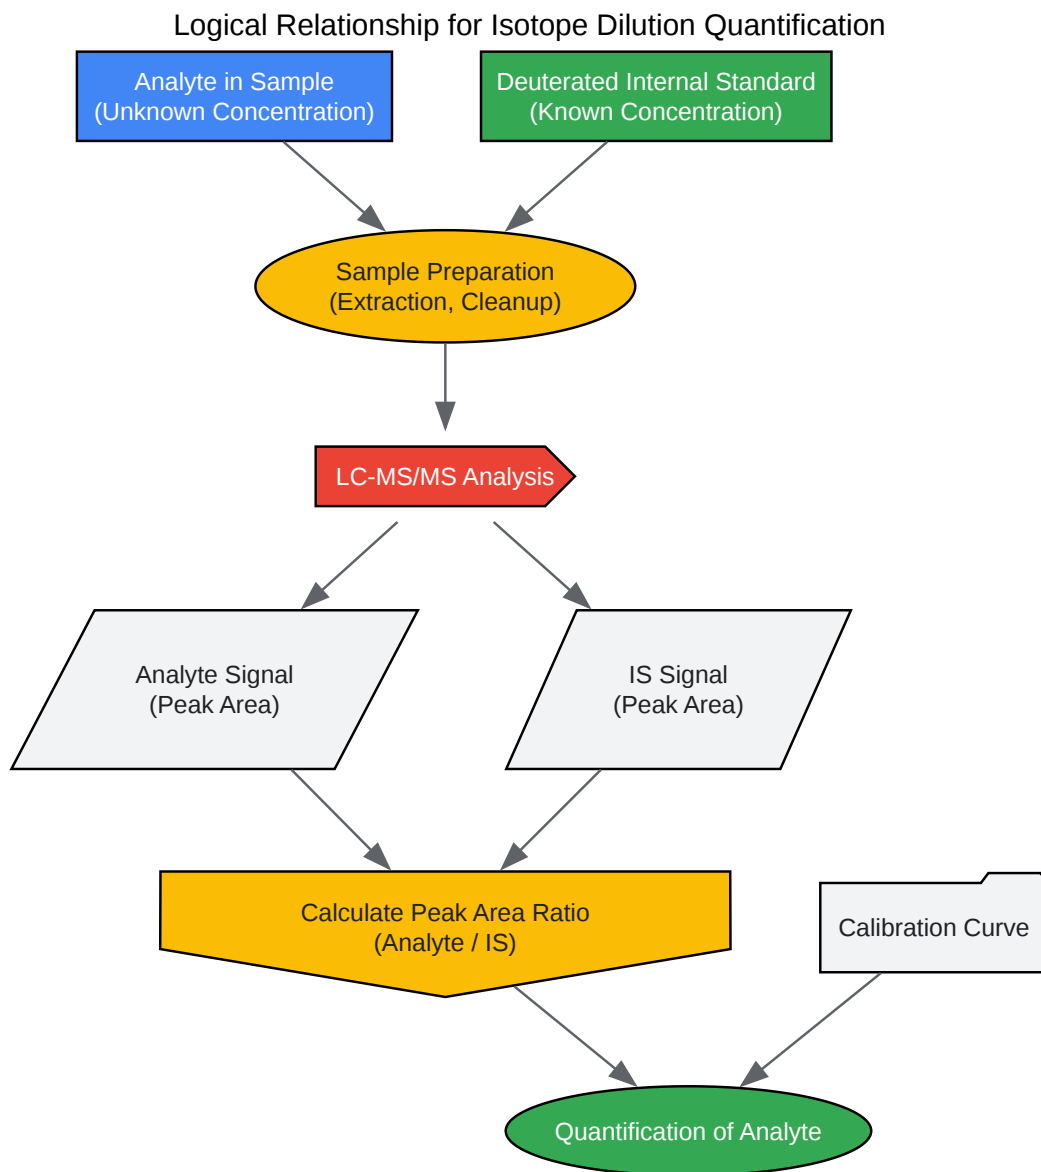 Logical Relationship for Isotope Dilution Quantification
Analyte in Sample
(Unknown Concentration)
Deuterated Internal Standard
(Known Concentration)
Sample Preparation
(Extraction, Cleanup)
LC-MS/MS Analysis
Analyte Signal
(Peak Area)
IS Signal
(Peak Area)
Calculate Peak Area Ratio
(Analyte / IS)
Calibration Curve
Quantification of Analyte